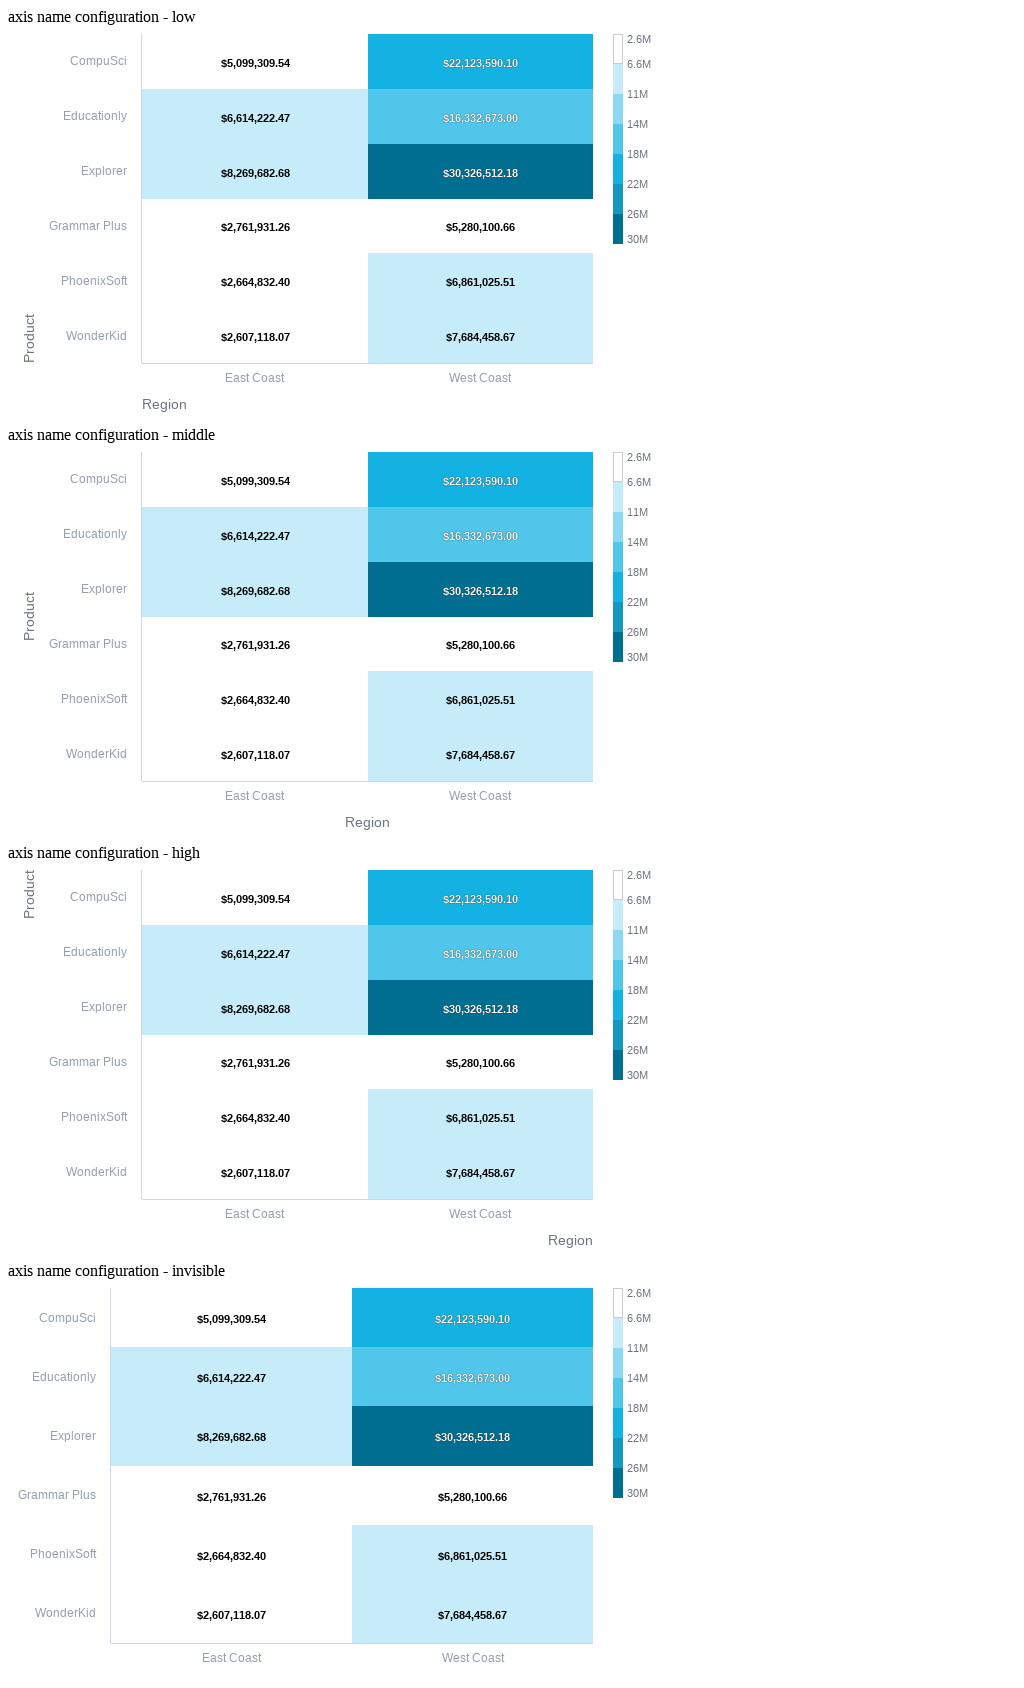 axis name configuration - low
CompuSci $5,099,309.54 $22,123,590.10 2.6M
6.6M
Educationly $6,614,222.47 $16,332,673.00 11M
14M
Explorer $8,269,682.68 $30,326,512.18 18M
22M
Grammar Plus $2,761,931.26 $5,280,100.66 26M
30M
PhoenixSoft $2,664,832.40 $6,861,025.51
WonderKid $2,607,118.07 $7,684,458.67
Product
East Coast West Coast
Region
axis name configuration - middle
CompuSci $5,099,309.54 $22,123,590.10 2.6M
6.6M
Educationly $6,614,222.47 $16,332,673.00 11M
14M
Explorer $8,269,682.68 $30,326,512.18 18M
22M
Product
Grammar Plus $2,761,931.26 $5,280,100.66 26M
30M
PhoenixSoft $2,664,832.40 $6,861,025.51
WonderKid $2,607,118.07 $7,684,458.67
East Coast West Coast
Region
axis name configuration - high
Product
CompuSci $5,099,309.54 $22,123,590.10 2.6M
6.6M
Educationly $6,614,222.47 $16,332,673.00 11M
14M
Explorer $8,269,682.68 $30,326,512.18 18M
22M
Grammar Plus $2,761,931.26 $5,280,100.66 26M
30M
PhoenixSoft $2,664,832.40 $6,861,025.51
WonderKid $2,607,118.07 $7,684,458.67
East Coast West Coast
Region
axis name configuration - invisible
CompuSci $5,099,309.54 $22,123,590.10 2.6M
6.6M
Educationly $6,614,222.47 $16,332,673.00 11M
14M
Explorer $8,269,682.68 $30,326,512.18 18M
22M
Grammar Plus $2,761,931.26 $5,280,100.66 26M
30M
PhoenixSoft $2,664,832.40 $6,861,025.51
WonderKid $2,607,118.07 $7,684,458.67
East Coast West Coast